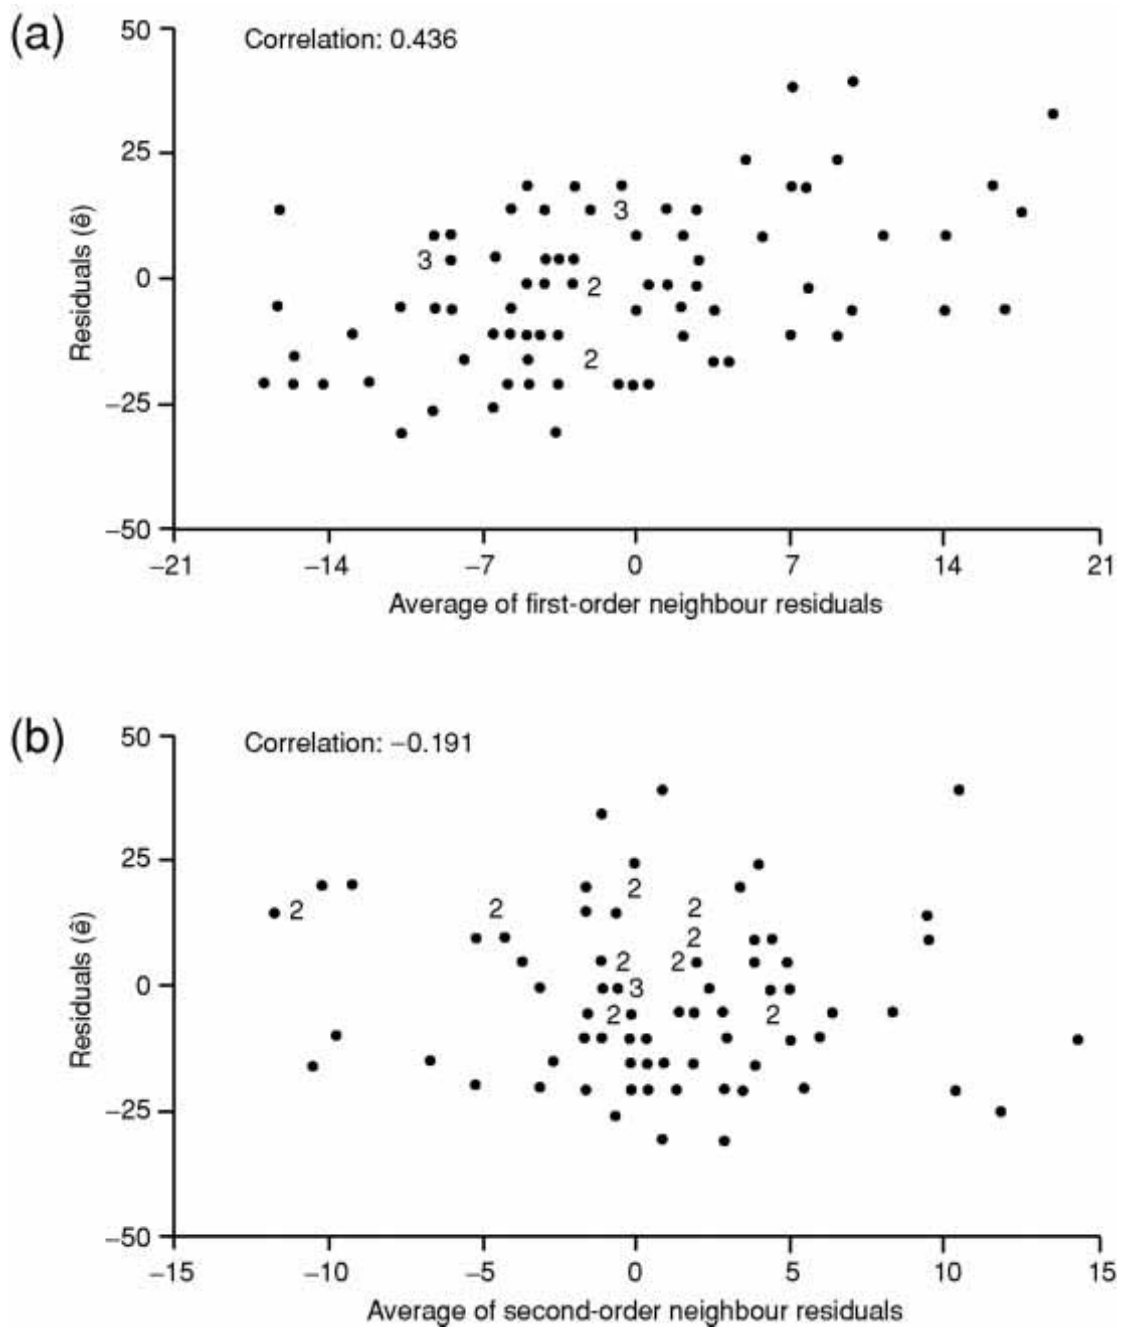 (a)
Correlation: 0.436
50
25
0
−25
−50
Residuals (ê)
3
3
2
2
−21 −14 −7 0 7 14 21
Average of first-order neighbour residuals
(b)
Correlation: −0.191
50
25
0
−25
−50
Residuals (ê)
2
2 2 2
2
2 2
3
2 2
−15 −10 −5 0 5 10 15
Average of second-order neighbour residuals